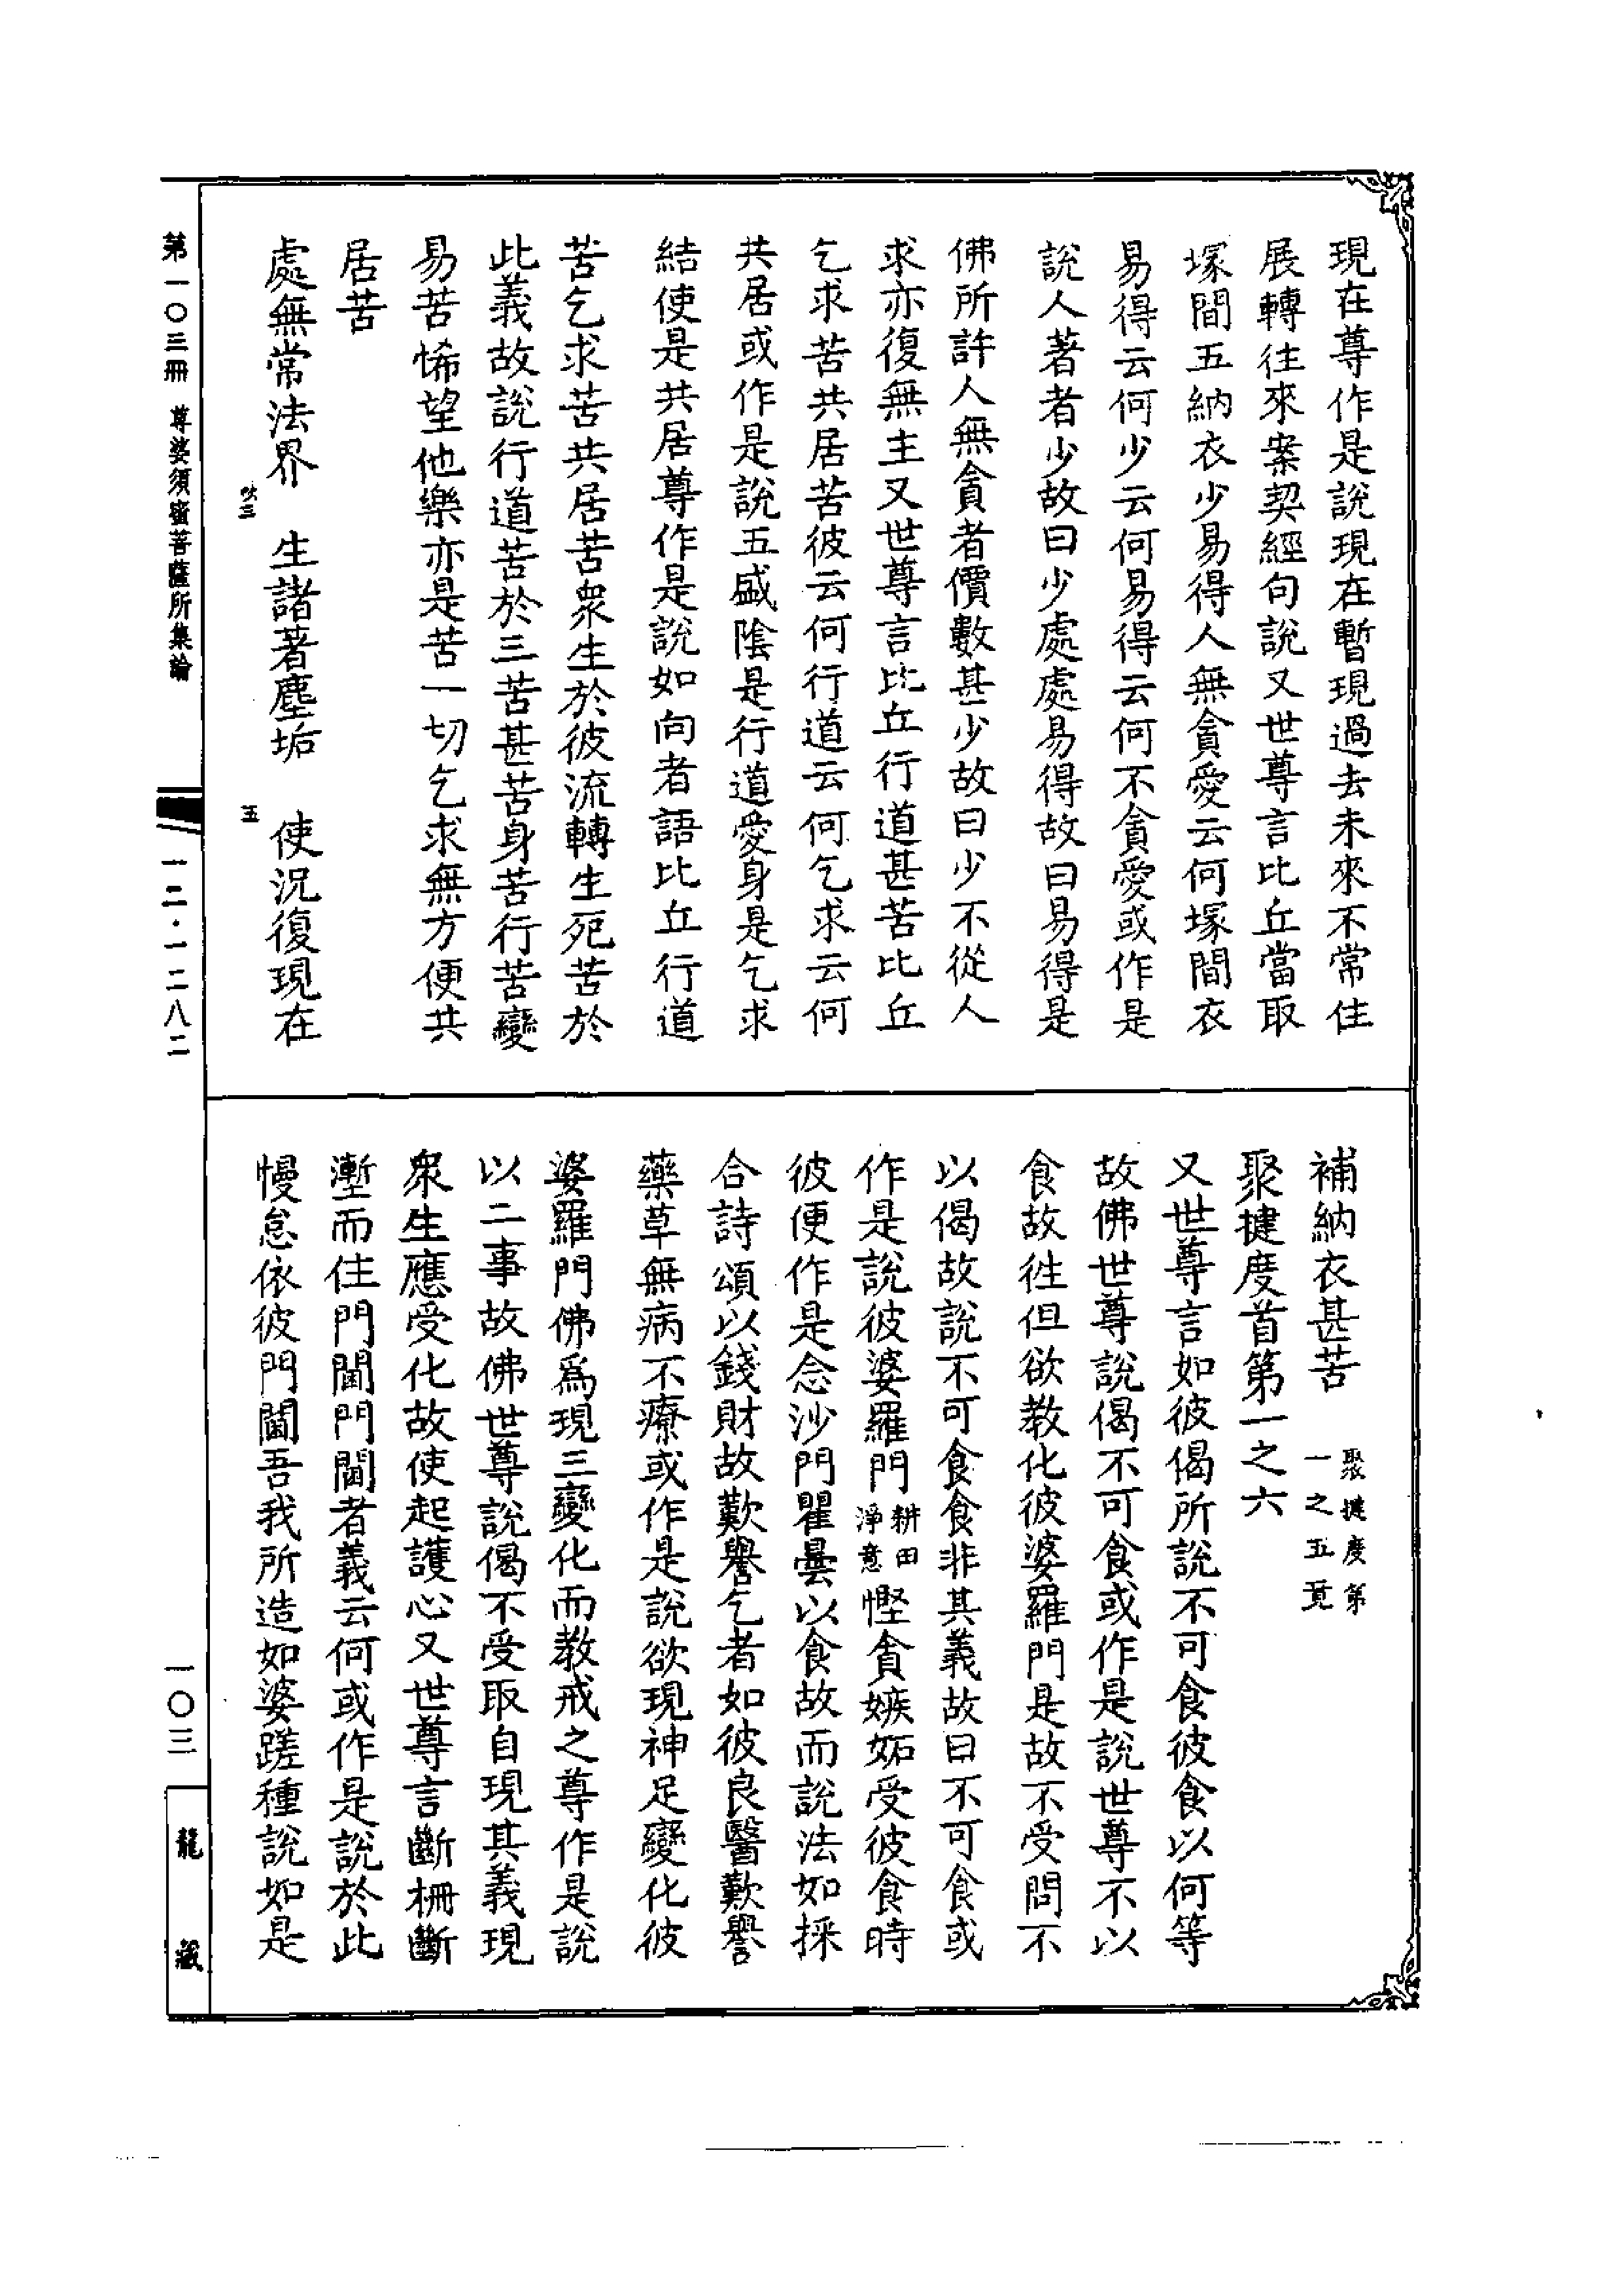 現在尊作是說現在暫現過去未來不常住
展轉往來案契經句說又世尊言比丘當取
塚間五納衣少易得人無貪愛云何塚間衣
易得云何少云何易得云何不貪愛或作是
說人著者少故曰少處處易得故曰易得是
佛所許人無貪者價數甚少故曰少不從人
求亦復無主又世尊言比丘行道甚苦比丘
乞求苦共居苦彼云何行道云何乞求云何
共居或作是說五盛陰是行道愛身是乞求
結使是共居尊作是說如向者語比丘行道
苦乞求苦共居苦眾生於彼流轉生死苦於
此義故說行道苦於三苦甚苦身苦行苦變
易苦悕望他樂亦是苦一切乞求無方便共
居苦
處無常法界 生諸著塵垢 使況復現在
補納衣甚苦 聚揵度第
一之五竟
聚揵度首第一之六
又世尊言如彼偈所說不可食彼食以何等
故佛世尊說偈不可食或作是說世尊不以
食故往但欲教化彼婆羅門是故不受問不
以偈故說不可食食非其義故曰不可食或
作是說彼婆羅門 耕田
淨意 慳貪嫉妬受彼食時
彼便作是念沙門瞿曇以食故而說法如採
合詩頌以錢財故歎譽乞者如彼良醫歎譽
藥草無病不療或作是說欲現神足變化彼
婆羅門佛為現三變化而教戒之尊作是說
以二事故佛世尊說偈不受取自現其義現
眾生應受化故使起護心又世尊言斷柵斷
壍而住門閫門閫者義云何或作是說於此
慢怠依彼門閫吾我所造如婆蹉種說如是
五
第一〇三冊 尊婆須蜜菩薩所集論
一二·一二八二
一〇三
龍藏